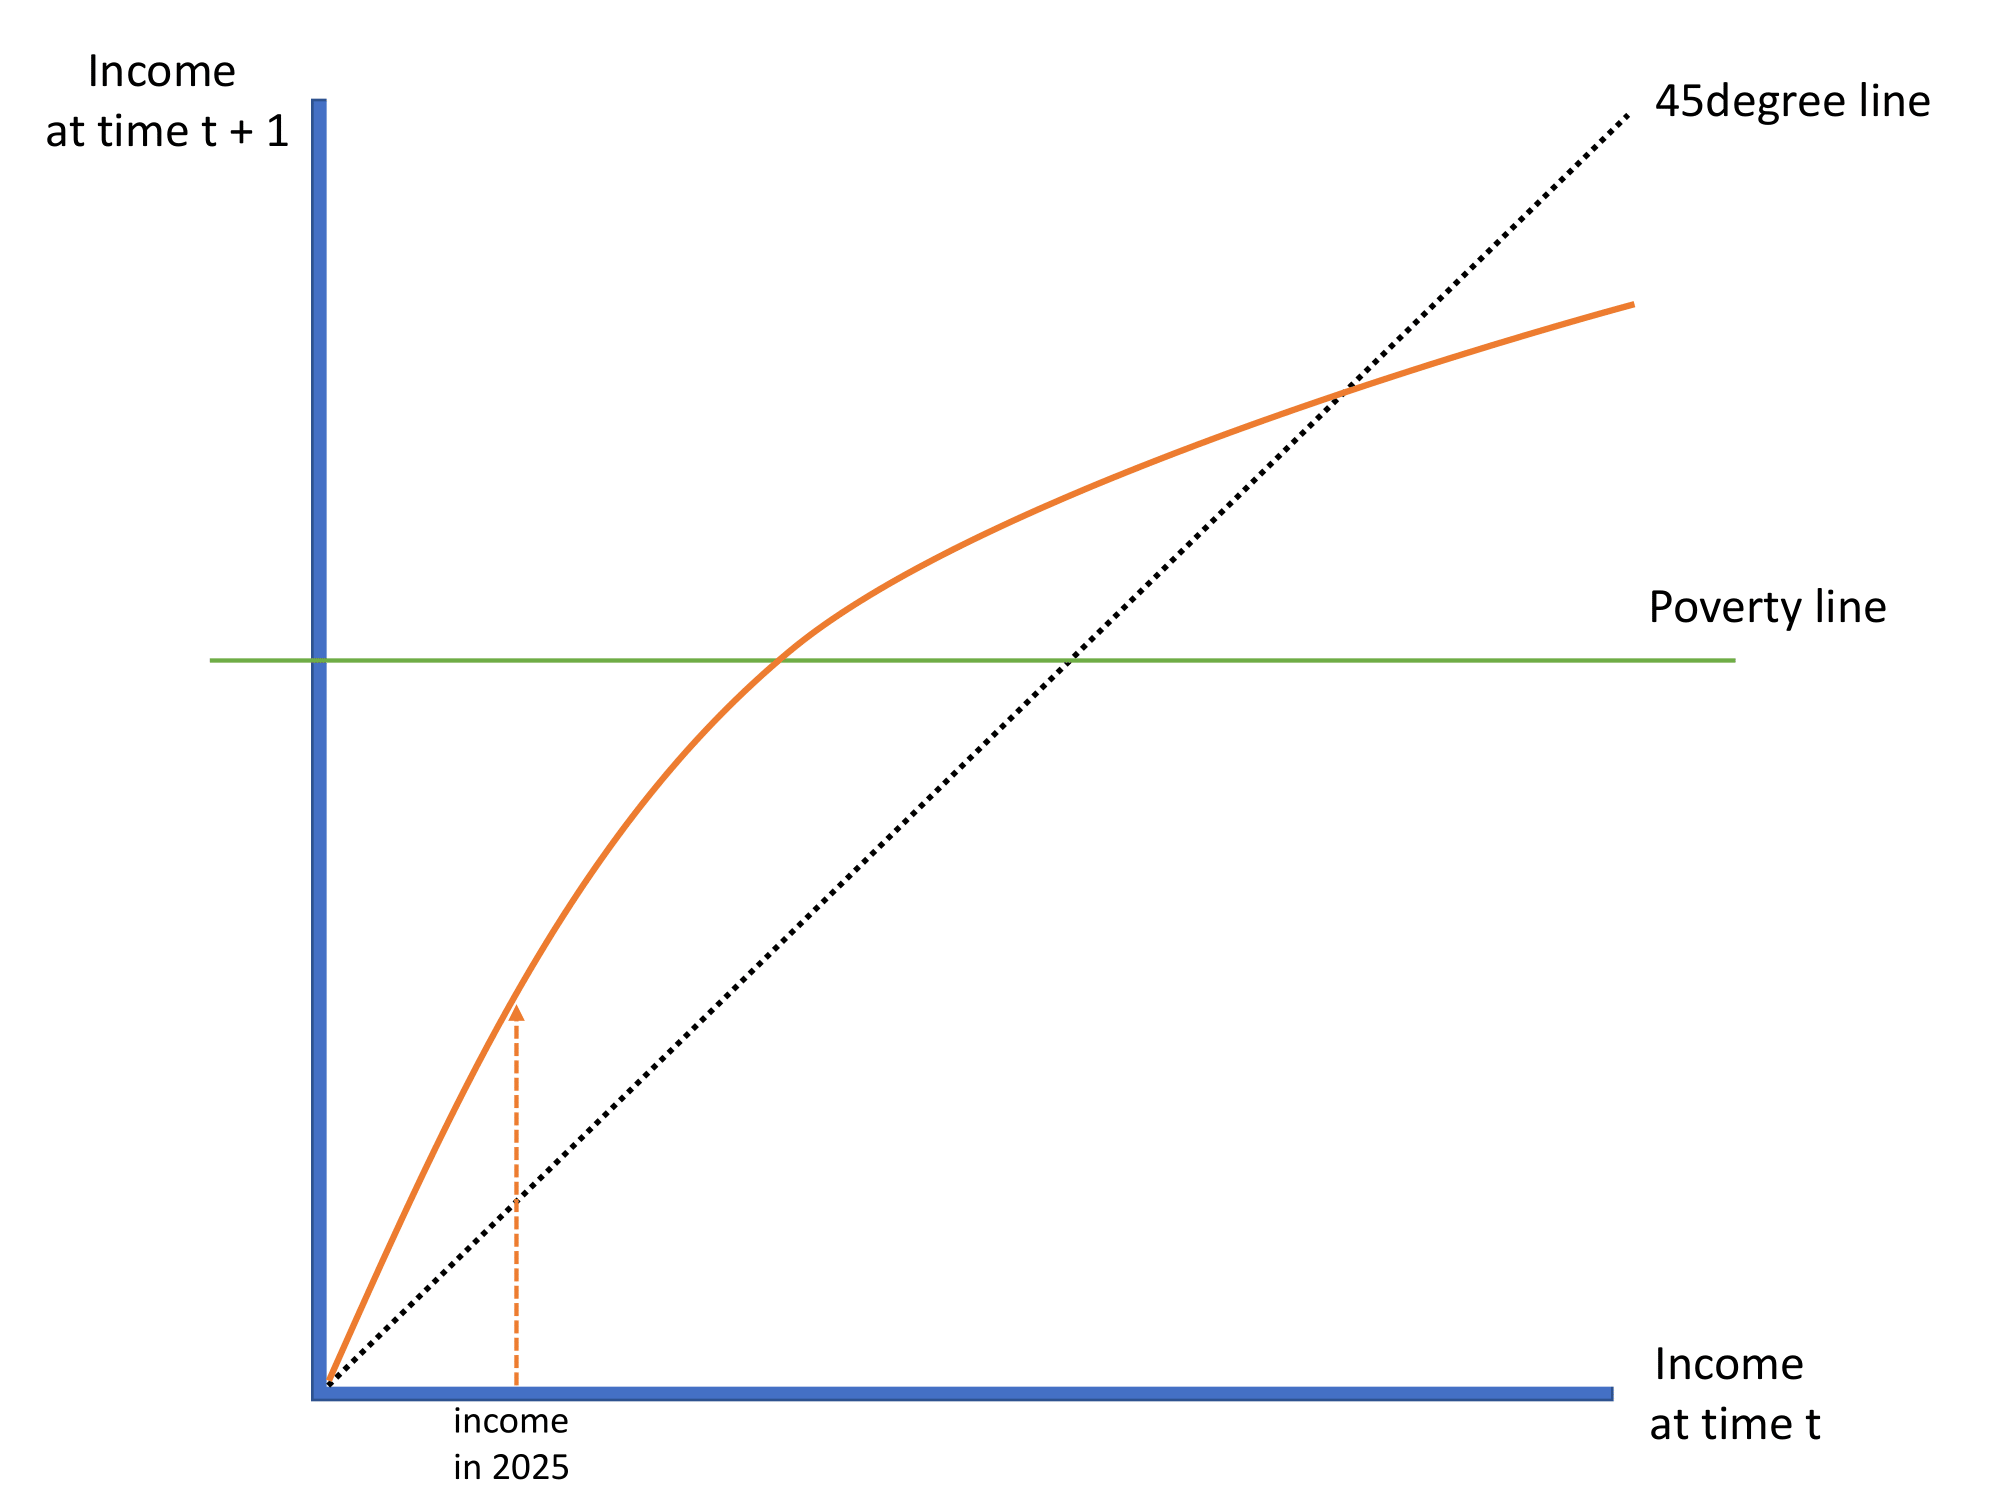 Income
at time t + 1
45degree line
Poverty line
Income
at time t
income
in 2025